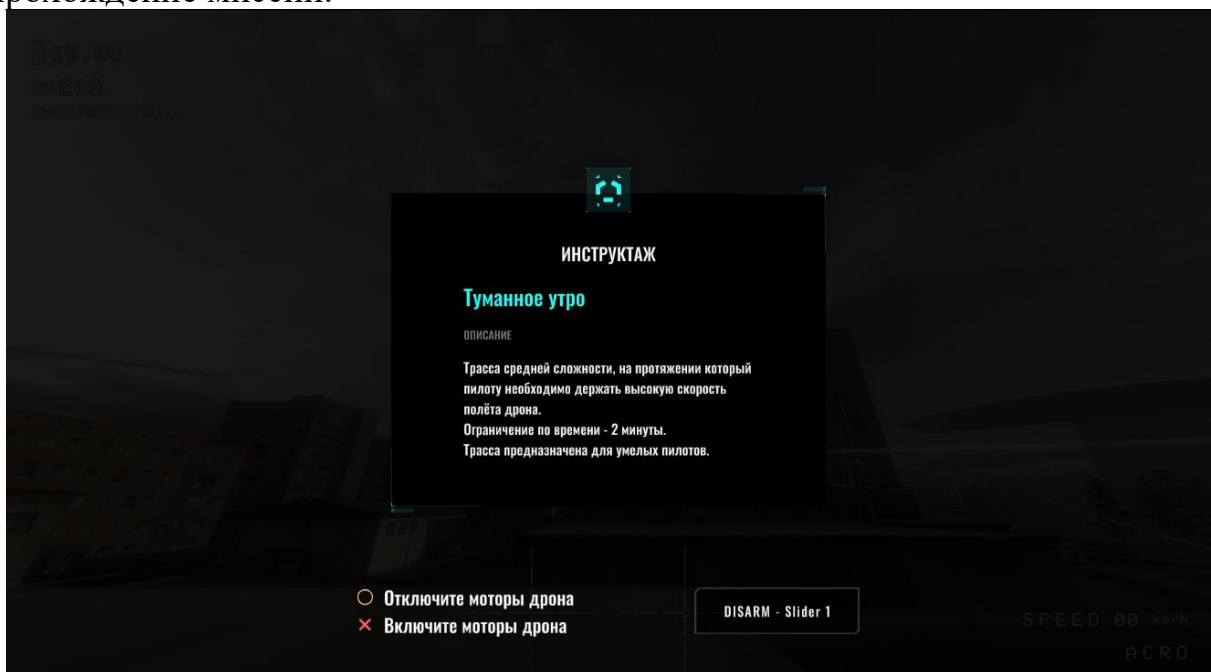 прохождение миссии.
ИНСТРУКТАЖ
Туманное утро
ОПИСАНИЕ
Трасса средней сложности, на протяжении который
пилоту необходимо держать высокую скорость
полёта дрона.
Ограничение по времени - 2 минуты.
Трасса предназначена для умелых пилотов.
Отключите моторы дрона
DISARM - Slider 1
Включите моторы дрона
SPEED 00 km/h
ACRO